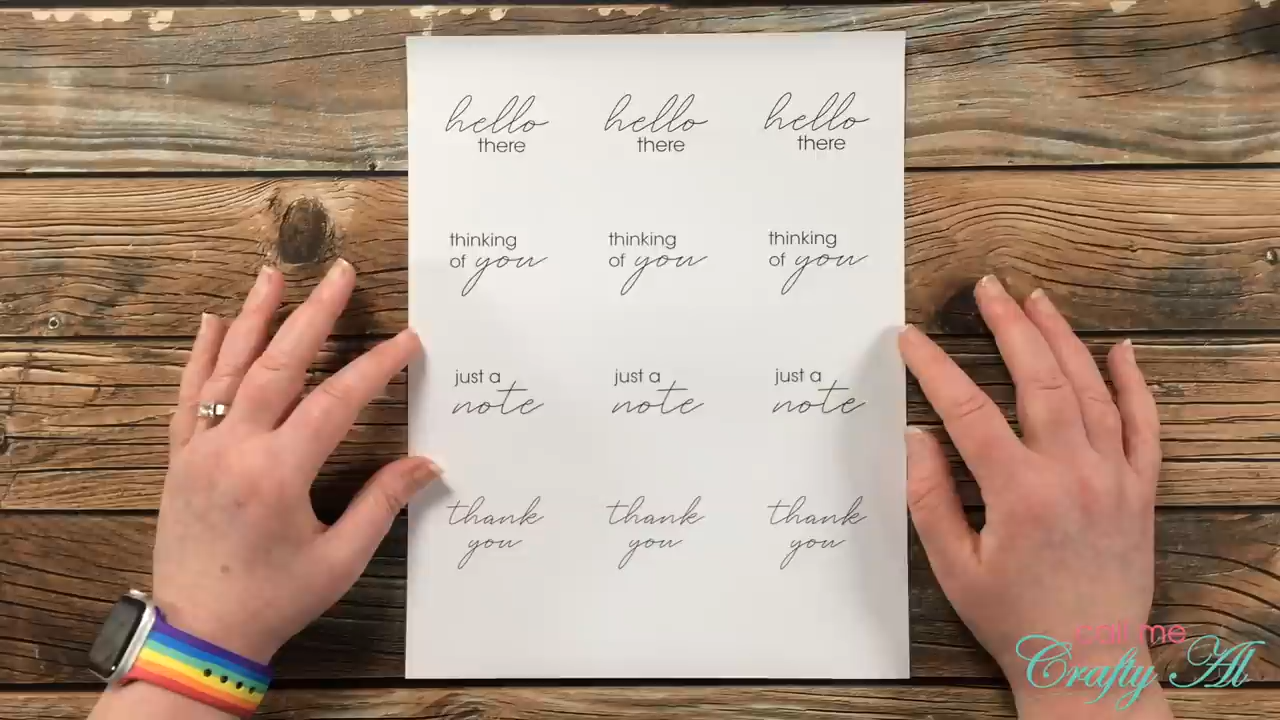 hello hello hello
there there there
thinking thinking thinking
of you of you of you
just a just a just a
note note note
thank thank thank
you you you
call me
Crafty Al